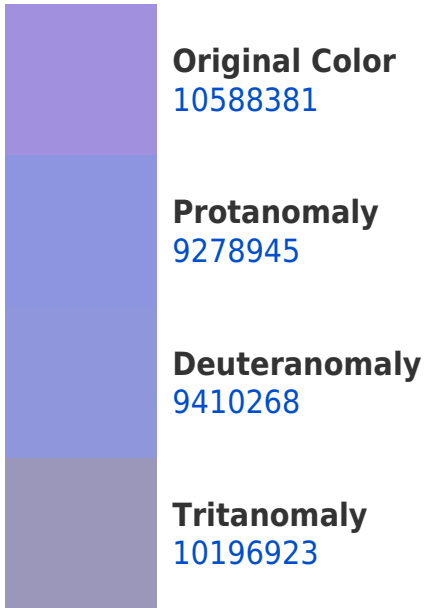 Original Color
10588381
Protanomaly
9278945
Deuteranomaly
9410268
Tritanomaly
10196923